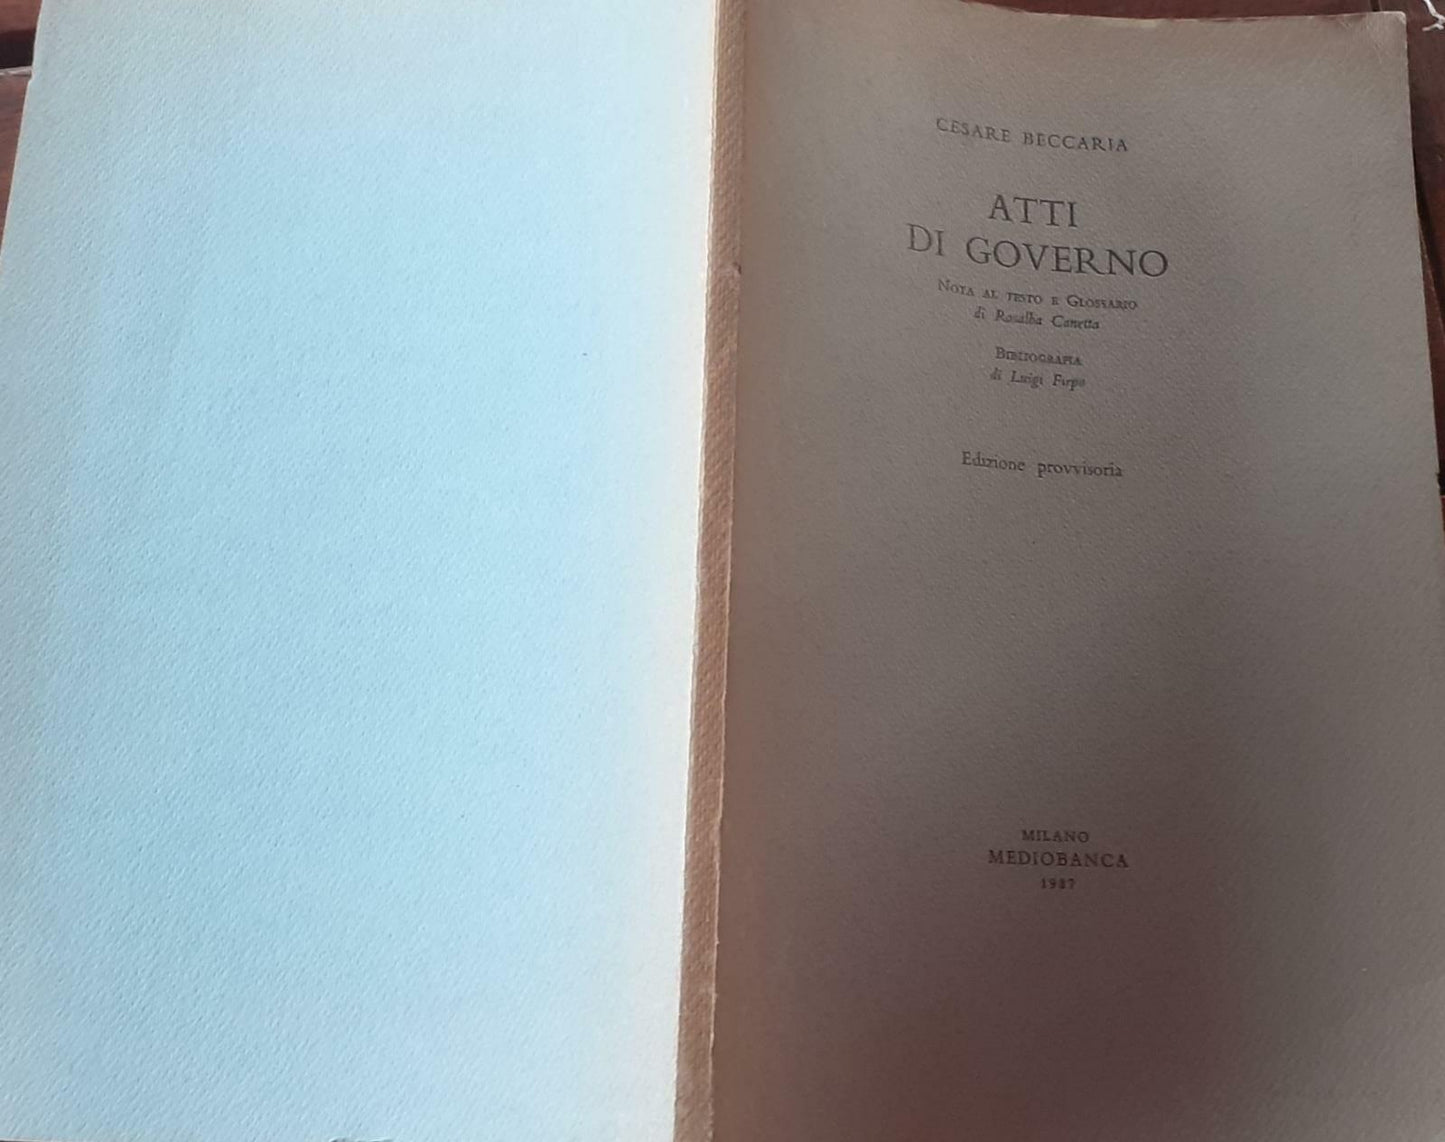 CESARE BECCARIA
ATTI
DI GOVERNO
NOTA AL TESTO E GLOSSARIO
di Rosalba Canetta
BIBLIOGRAFIA
di Luigi Firpo
Edizione provvisoria
MILANO
MEDIOBANCA
1987